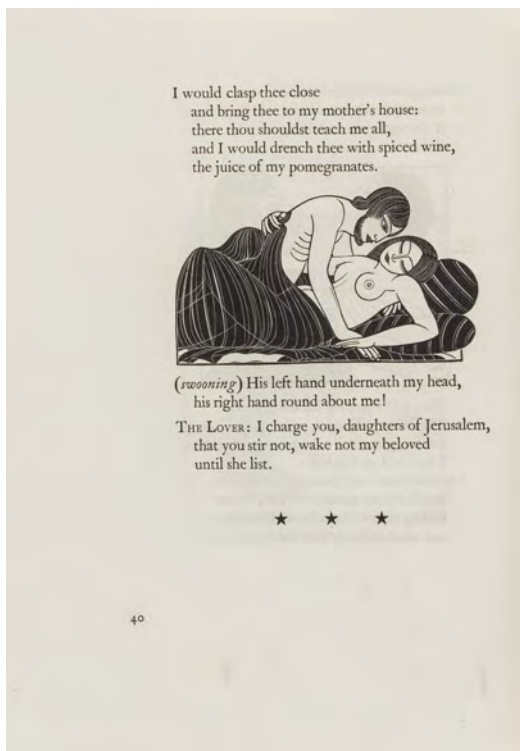 I would clasp thee close
and bring thee to my mother's house:
there thou shouldst teach me all,
and I would drench thee with spiced wine,
the juice of my pomegranates.
(swooning) His left hand underneath my head,
his right hand round about me!
THE LOVER: I charge you, daughters of Jerusalem,
that you stir not, wake not my beloved
until she list.
★ ★ ★
40